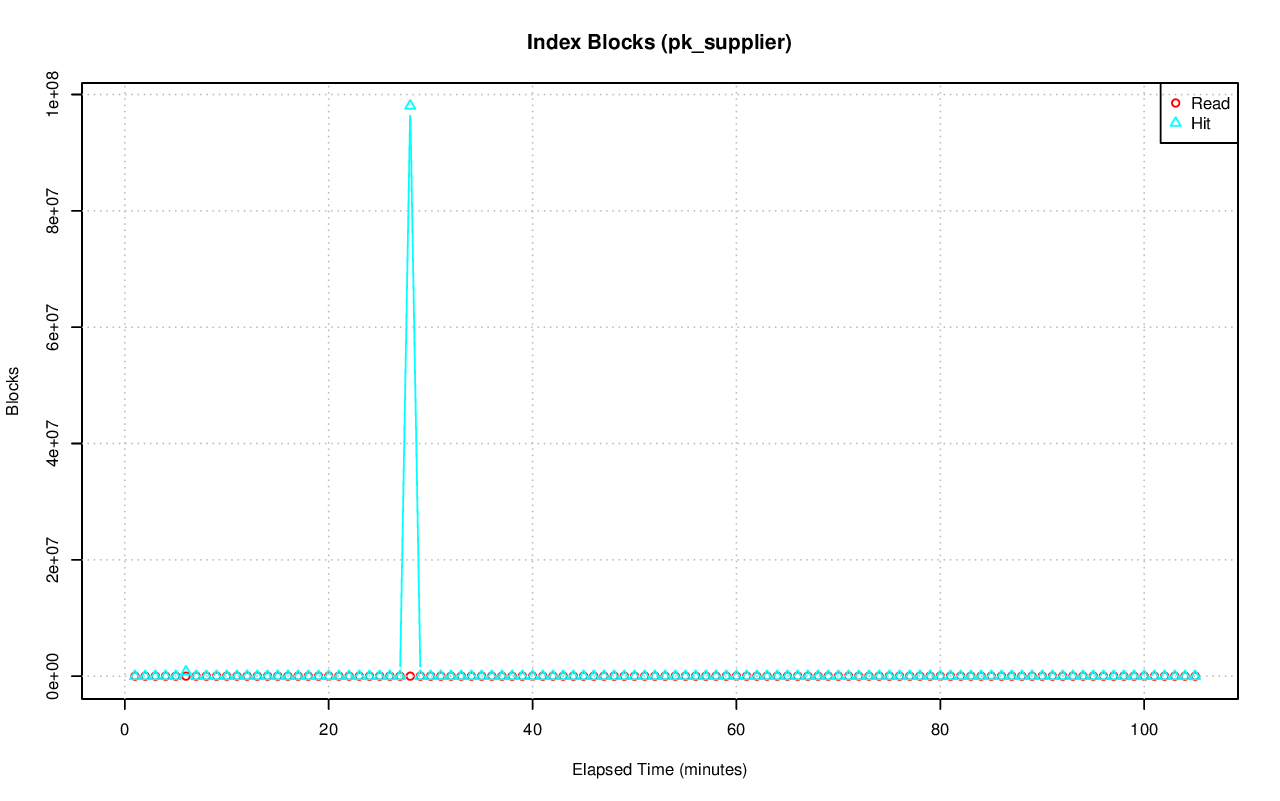 Index Blocks (pk_supplier)
Read
Hit
1e+08
8e+07
6e+07
4e+07
2e+07
0e+00
Blocks
0 20 40 60 80 100
Elapsed Time (minutes)